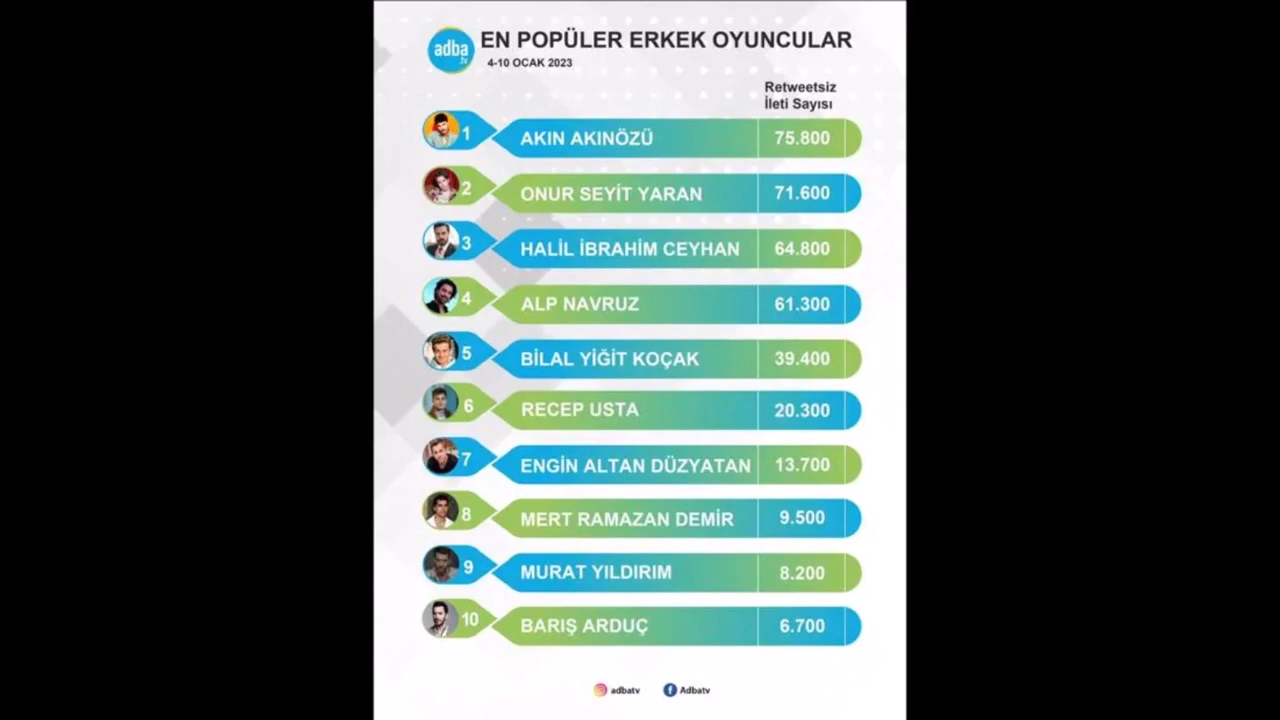 adba
.tv
EN POPÜLER ERKEK OYUNCULAR
4-10 OCAK 2023
Retweetsiz
İleti Sayısı
1 AKIN AKINÖZÜ 75.800
2 ONUR SEYİT YARAN 71.600
3 HALİL İBRAHİM CEYHAN 64.800
4 ALP NAVRUZ 61.300
5 BİLAL YİĞİT KOÇAK 39.400
6 RECEP USTA 20.300
7 ENGİN ALTAN DÜZYATAN 13.700
8 MERT RAMAZAN DEMİR 9.500
9 MURAT YILDIRIM 8.200
10 BARIŞ ARDUÇ 6.700
adbatv Adbatv